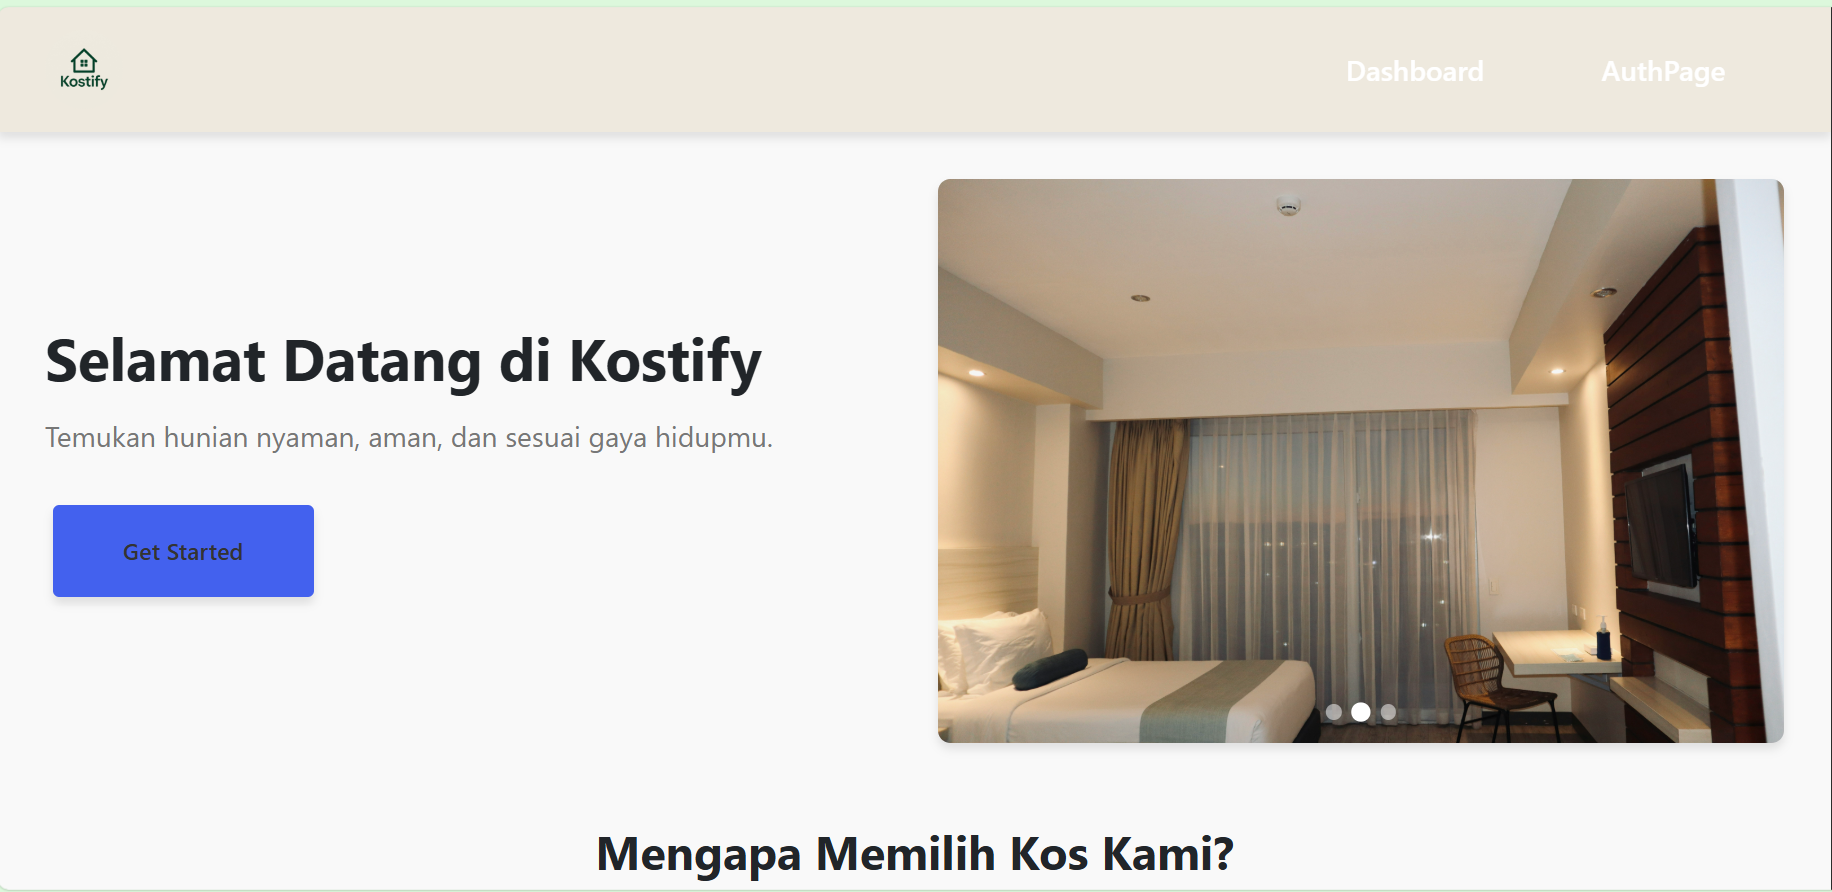 Kostify
Dashboard
AuthPage
Selamat Datang di Kostify
Temukan hunian nyaman, aman, dan sesuai gaya hidupmu.
Get Started
Mengapa Memilih Kos Kami?